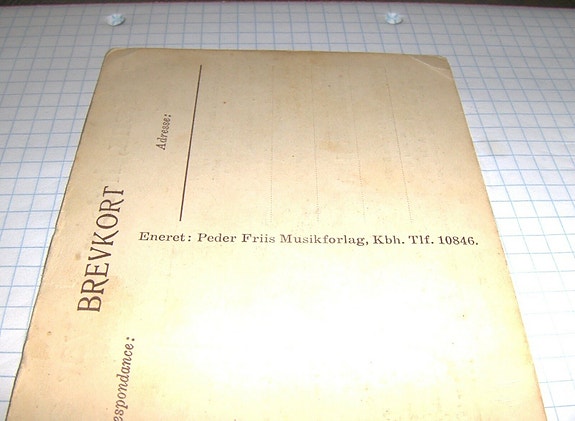 BREVKORT
Adresse:
Eneret: Peder Friis Musikforlag, Kbh. Tlf. 10846.
espondance: